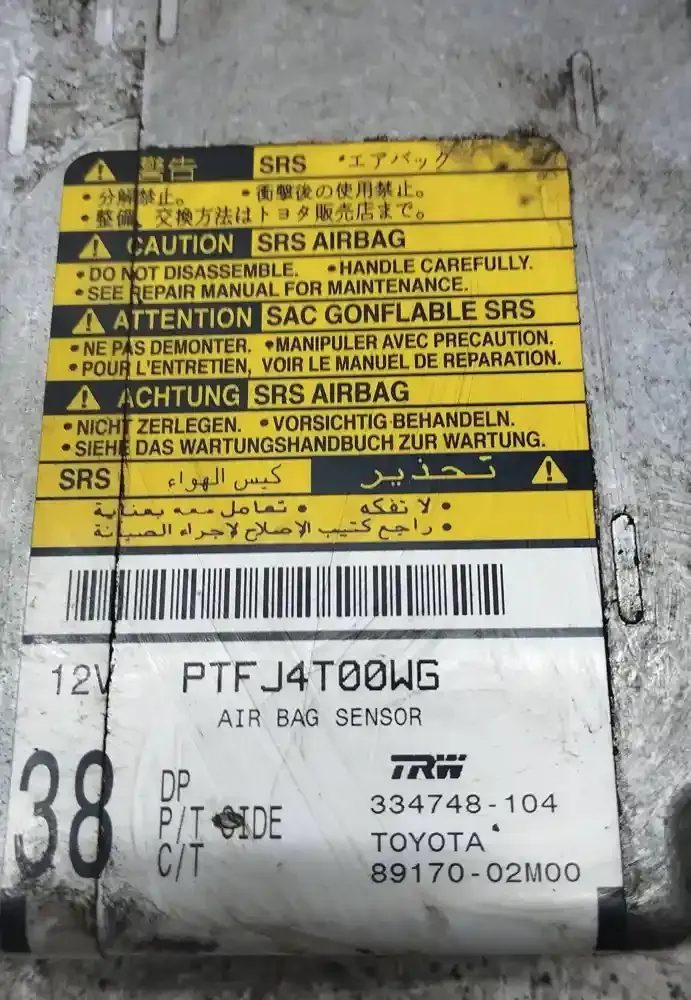 警告 SRS ・エアバッグ
・分解禁止。 ・衝撃後の使用禁止。
・整備、交換方法はトヨタ販売店まで。
CAUTION SRS AIRBAG
•DO NOT DISASSEMBLE. •HANDLE CAREFULLY.
•SEE REPAIR MANUAL FOR MAINTENANCE.
ATTENTION SAC GONFLABLE SRS
•NE PAS DEMONTER. •MANIPULER AVEC PRECAUTION.
•POUR L'ENTRETIEN, VOIR LE MANUEL DE REPARATION.
ACHTUNG SRS AIRBAG
•NICHT ZERLEGEN. •VORSICHTIG BEHANDELN.
•SIEHE DAS WARTUNGSHANDBUCH ZUR WARTUNG.
تحذير كيس الهواء SRS
• لا تفكه • تعامل معه بعناية
• راجع كتيب الاصلاح لاجراء الصيانة
12V PTFJ4T00WG
AIR BAG SENSOR
38
DP
P/T SIDE
C/T
TRW
334748-104
TOYOTA
89170-02M00